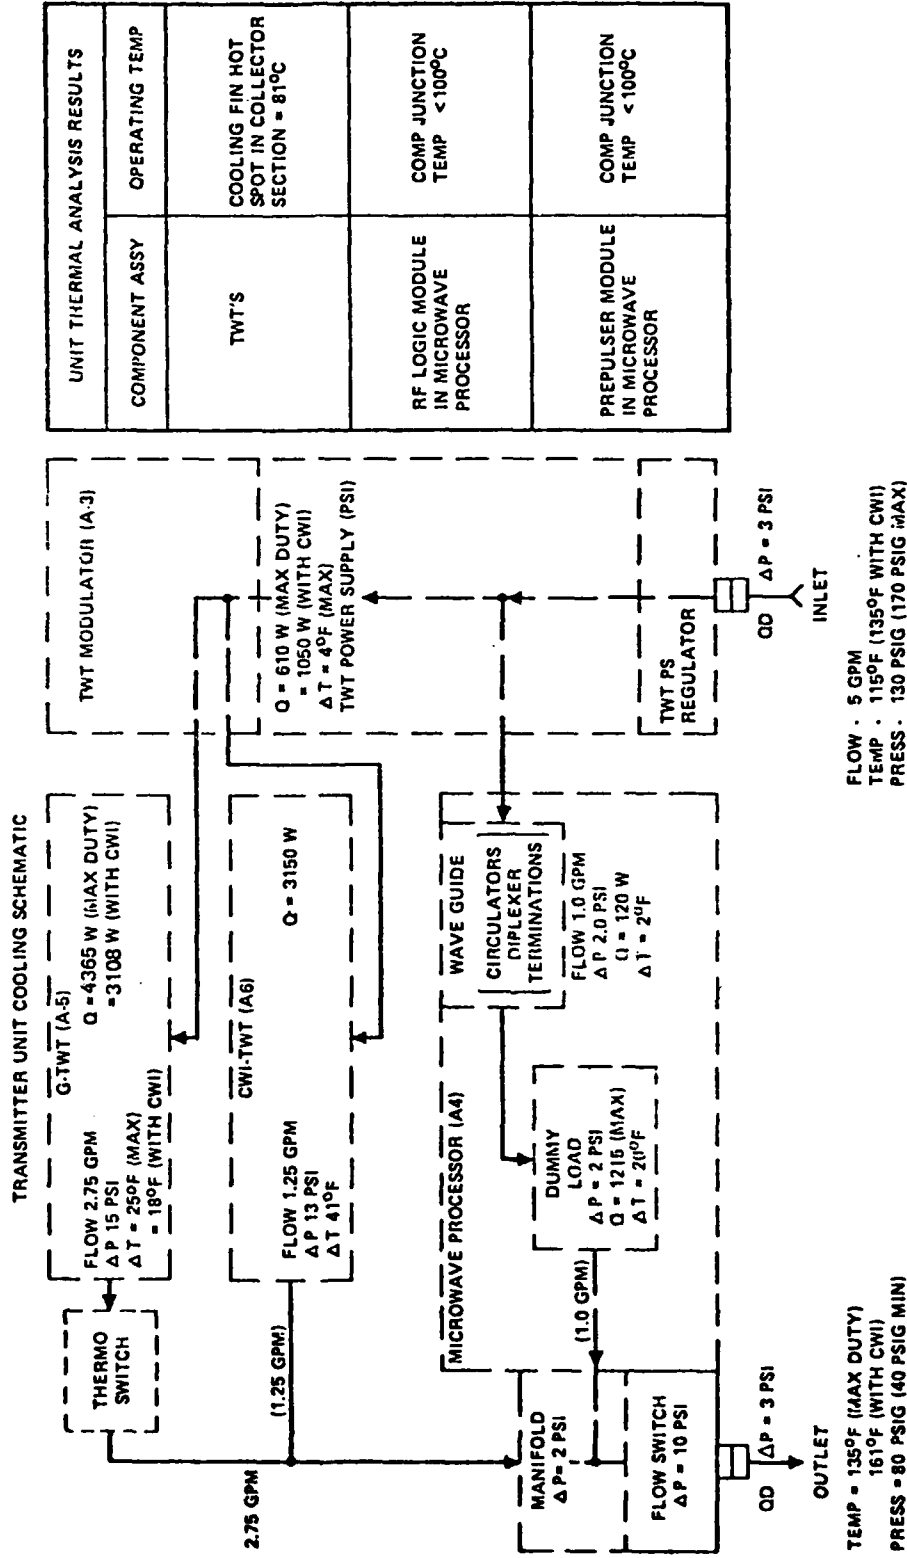 TRANSMITTER UNIT COOLING SCHEMATIC
G-TWT (A-5)
Q = 4365 W (MAX DUTY)
= 3108 W (WITH CWI)
FLOW 2.75 GPM
ΔP 15 PSI
ΔT = 25°F (MAX)
= 18°F (WITH CWI)
THERMO
SWITCH
CWI-TWT (A6)
Q = 3150 W
FLOW 1.25 GPM
ΔP 13 PSI
ΔT 41°F
(1.25 GPM)
2.75 GPM
TWT MODULATOR (A-3)
Q = 610 W (MAX DUTY)
= 1050 W (WITH CWI)
ΔT = 4°F (MAX)
TWT POWER SUPPLY (PSI)
TWT PS
REGULATOR
QD
ΔP = 3 PSI
INLET
FLOW - 5 GPM
TEMP - 115°F (135°F WITH CWI)
PRESS - 130 PSIG (170 PSIG MAX)
MICROWAVE PROCESSOR (A4)
WAVE GUIDE
CIRCULATORS
DIPLEXER
TERMINATIONS
FLOW 1.0 GPM
ΔP 2.0 PSI
Q = 120 W
ΔT = 2°F
DUMMY
LOAD
ΔP = 2 PSI
Q = 1215 (MAX)
ΔT = 20°F
(1.0 GPM)
MANIFOLD
ΔP = 2 PSI
FLOW SWITCH
ΔP = 10 PSI
QD
ΔP = 3 PSI
OUTLET
TEMP = 135°F (MAX DUTY)
161°F (WITH CWI)
PRESS = 80 PSIG (40 PSIG MIN)
UNIT THERMAL ANALYSIS RESULTS
COMPONENT ASSY
OPERATING TEMP
TWT'S
COOLING FIN HOT
SPOT IN COLLECTOR
SECTION = 81°C
RF LOGIC MODULE
IN MICROWAVE
PROCESSOR
COMP JUNCTION
TEMP <100°C
PREPULSER MODULE
IN MICROWAVE
PROCESSOR
COMP JUNCTION
TEMP <100°C